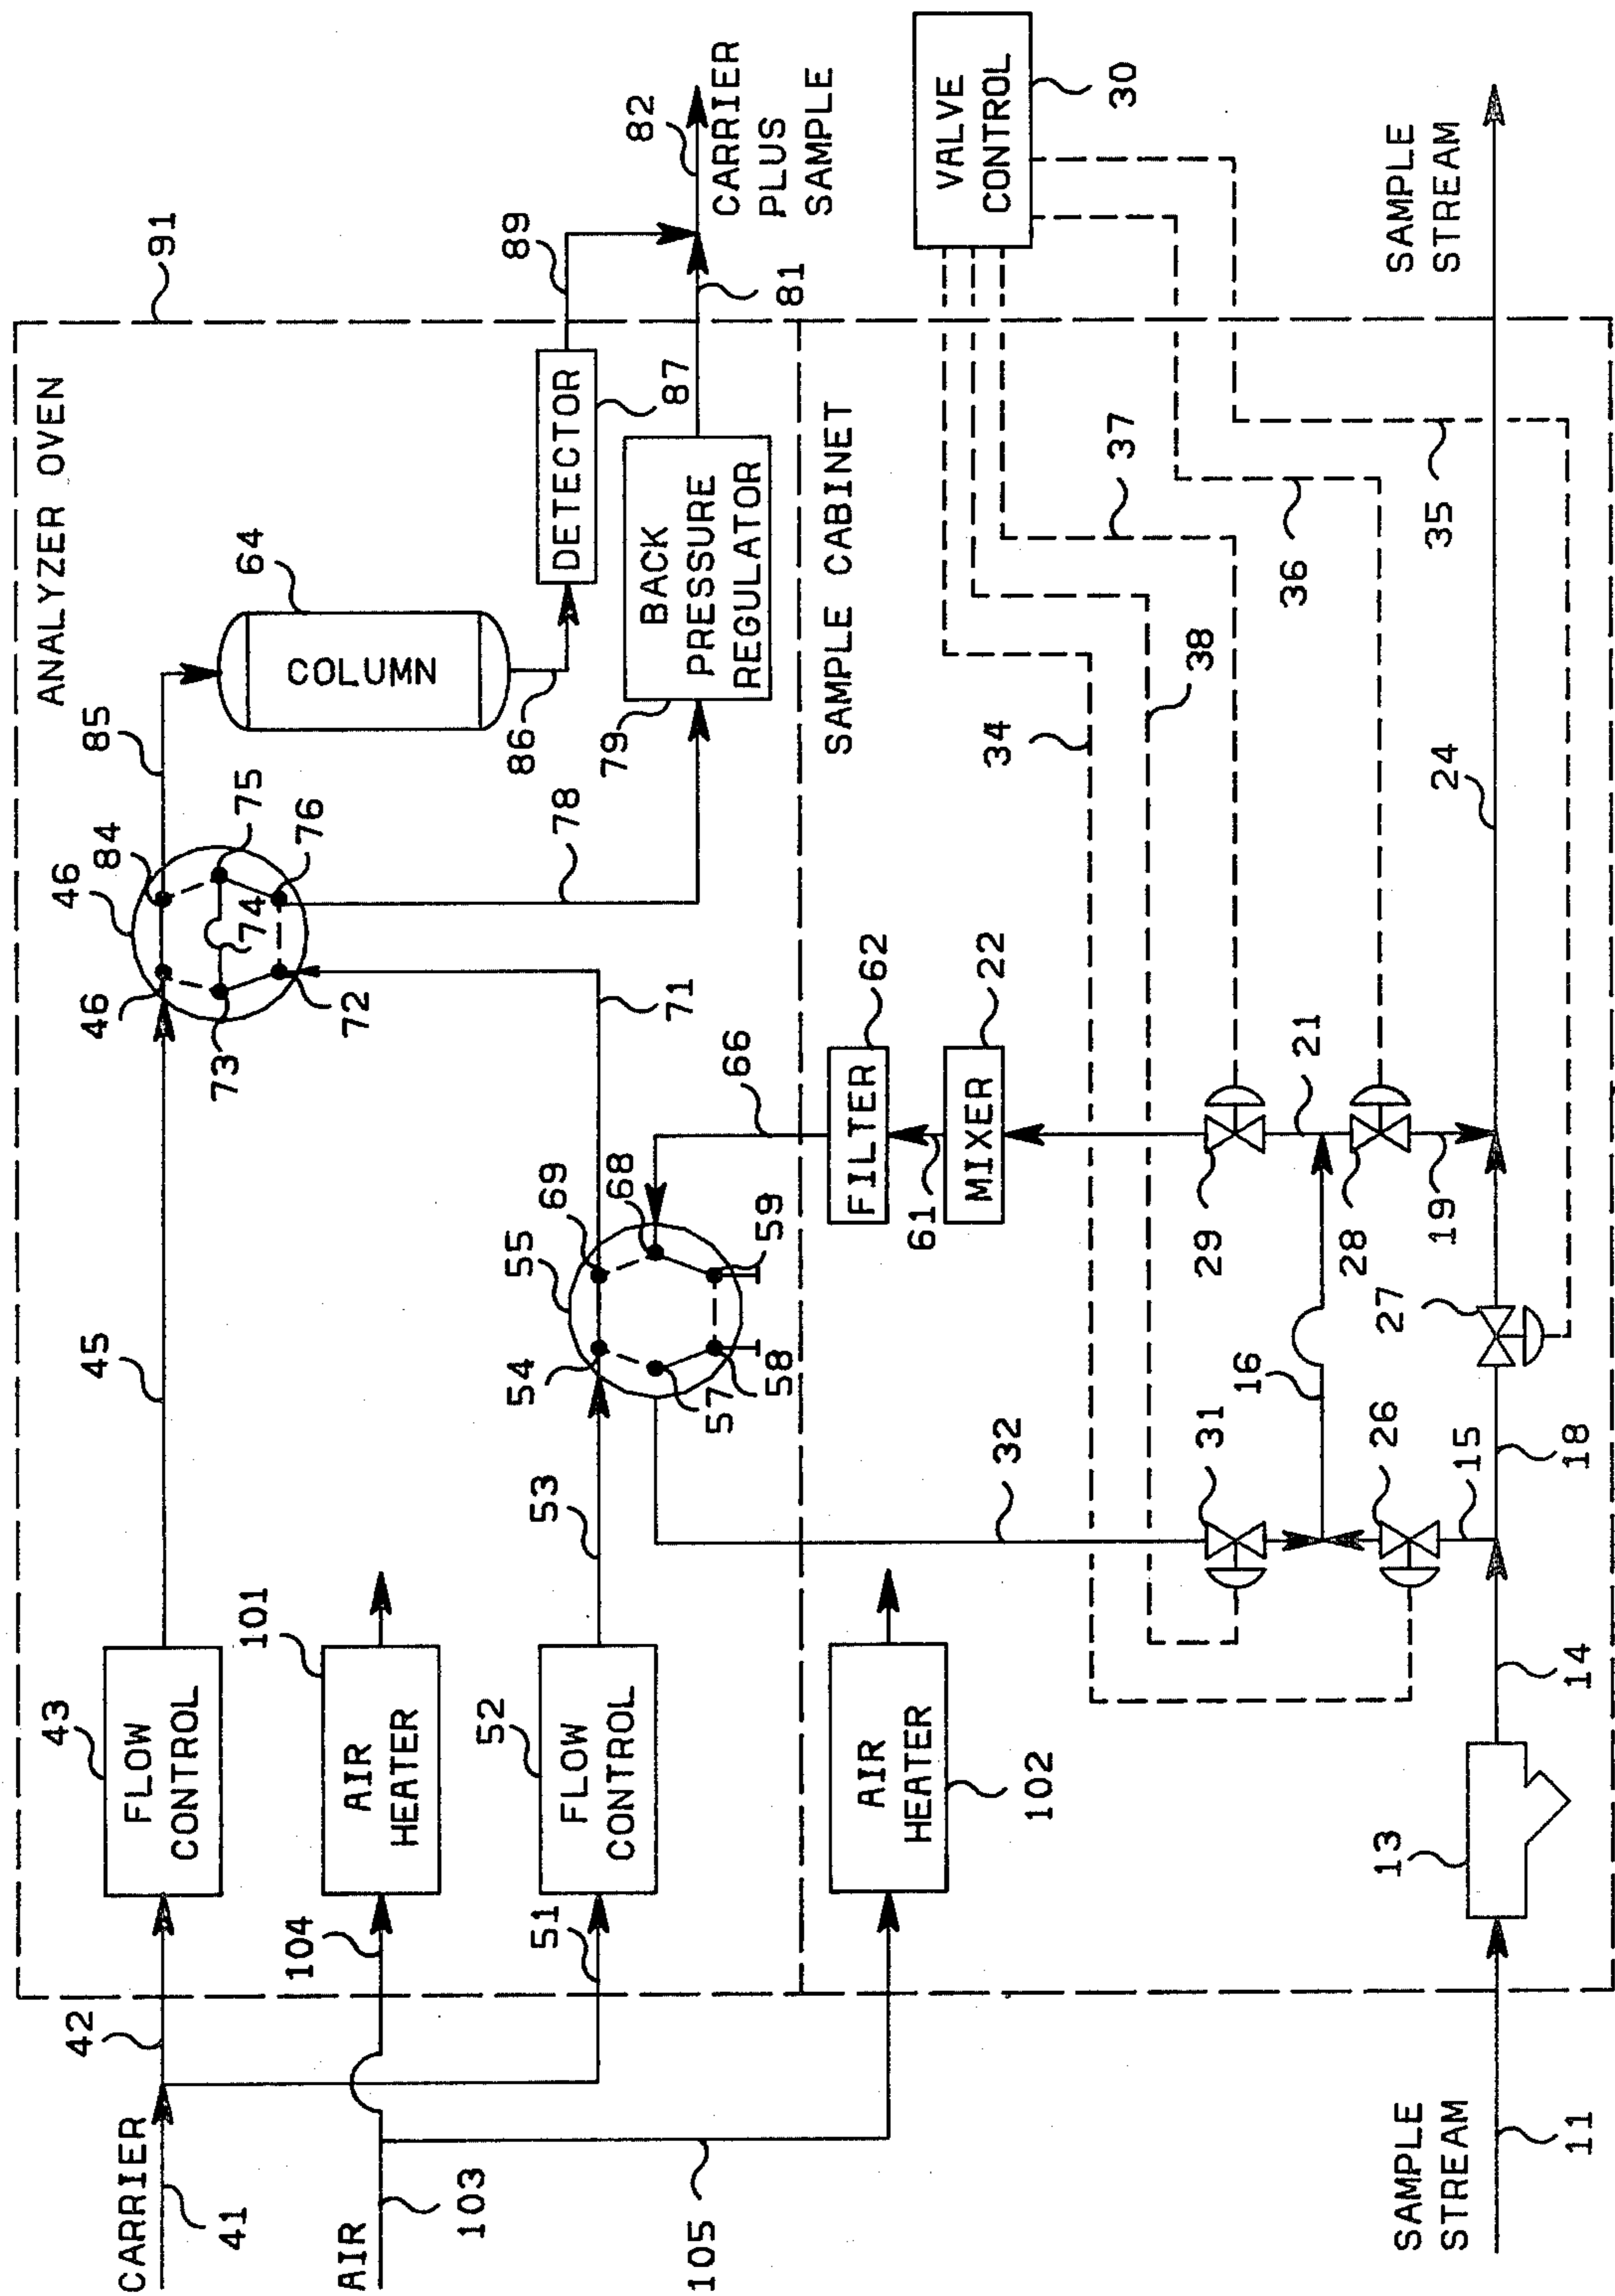 ANALYZER OVEN
91
CARRIER
41
42
43
FLOW
CONTROL
45
46
46
84
85
73
74
75
76
72
64
COLUMN
86
DETECTOR
87
89
82
CARRIER
PLUS
SAMPLE
81
79
BACK
PRESSURE
REGULATOR
78
71
AIR
103
104
101
AIR
HEATER
105
51
52
FLOW
CONTROL
53
54
55
69
68
57
58
59
66
SAMPLE CABINET
102
AIR
HEATER
32
62
FILTER
61
22
MIXER
34
38
37
36
35
30
VALVE
CONTROL
31
26
16
15
18
27
29
28
21
19
24
SAMPLE
STREAM
SAMPLE
STREAM
11
13
14